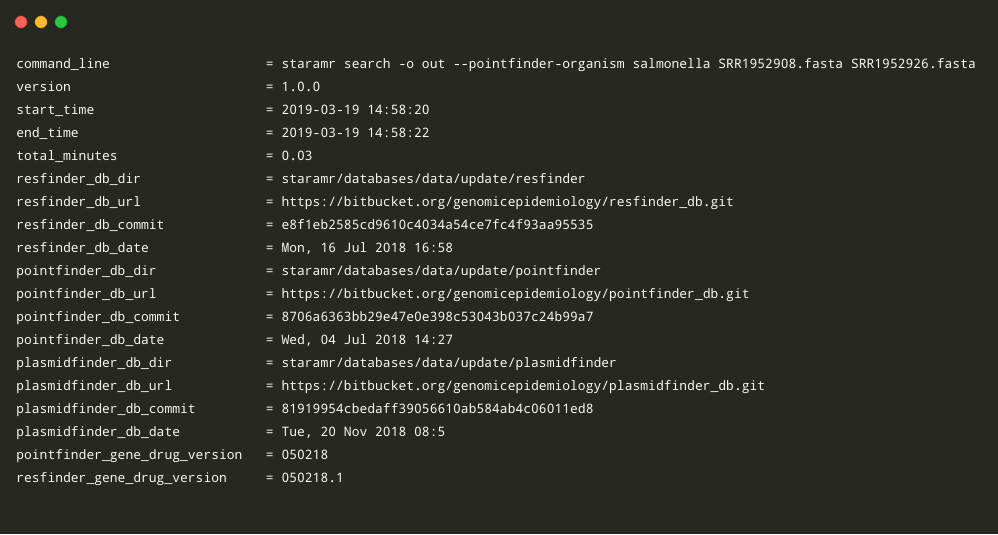 command_line = staramr search -o out --pointfinder-organism salmonella SRR1952908.fasta SRR1952926.fasta
version = 1.0.0
start_time = 2019-03-19 14:58:20
end_time = 2019-03-19 14:58:22
total_minutes = 0.03
resfinder_db_dir = staramr/databases/data/update/resfinder
resfinder_db_url = https://bitbucket.org/genomicepidemiology/resfinder_db.git
resfinder_db_commit = e8f1eb2585cd9610c4034a54ce7fc4f93aa95535
resfinder_db_date = Mon, 16 Jul 2018 16:58
pointfinder_db_dir = staramr/databases/data/update/pointfinder
pointfinder_db_url = https://bitbucket.org/genomicepidemiology/pointfinder_db.git
pointfinder_db_commit = 8706a6363bb29e47e0e398c53043b037c24b99a7
pointfinder_db_date = Wed, 04 Jul 2018 14:27
plasmidfinder_db_dir = staramr/databases/data/update/plasmidfinder
plasmidfinder_db_url = https://bitbucket.org/genomicepidemiology/plasmidfinder_db.git
plasmidfinder_db_commit = 81919954cbedaff39056610ab584ab4c06011ed8
plasmidfinder_db_date = Tue, 20 Nov 2018 08:5
pointfinder_gene_drug_version = 050218
resfinder_gene_drug_version = 050218.1